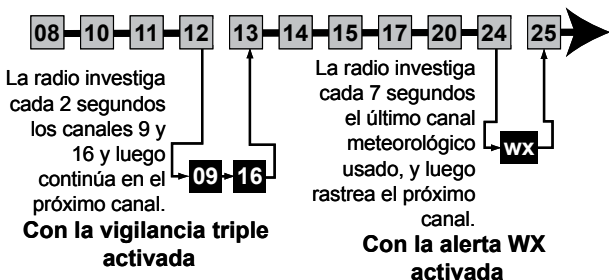 08 10 11 12 13 14 15 17 20 24 25
La radio investiga
cada 2 segundos
los canales 9 y
16 y luego
continúa en el
próximo canal.
09 16
Con la vigilancia triple
activada
La radio investiga
cada 7 segundos
el último canal
meteorológico
usado, y luego
rastrea el próximo
canal.
wx
Con la alerta WX
activada